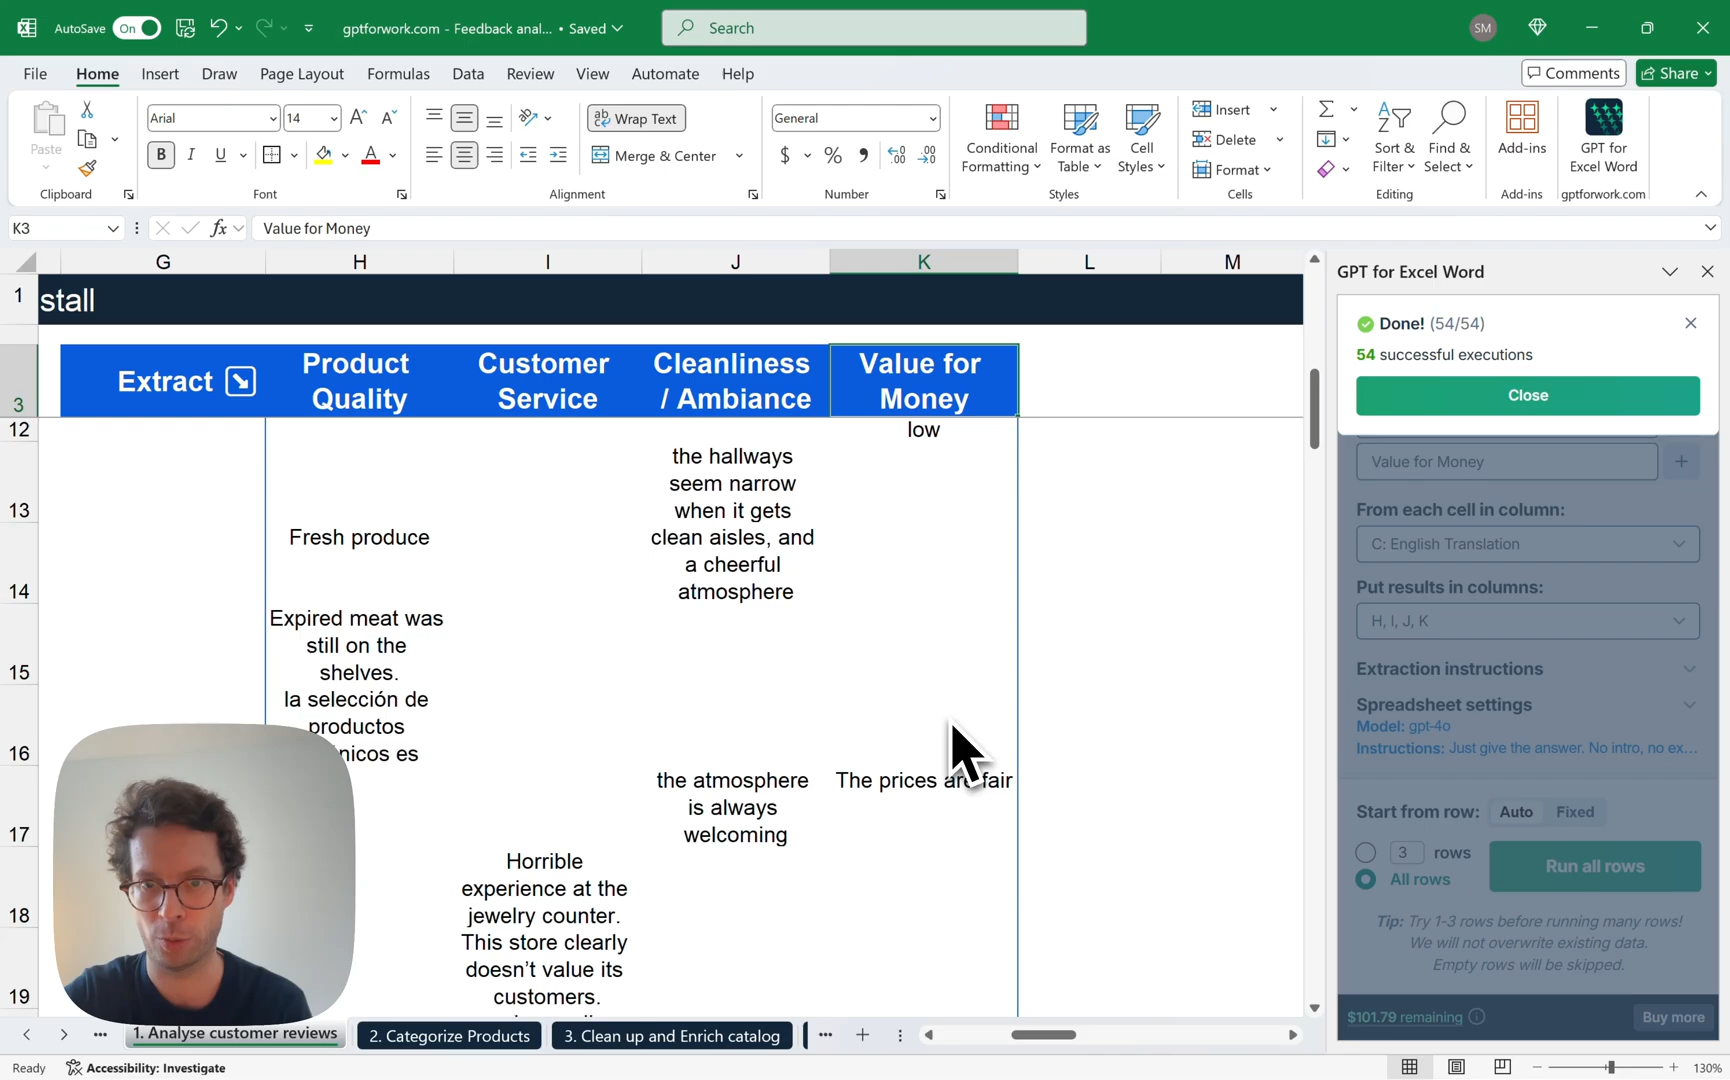 AutoSave On gptforwork.com - Feedback anal... • Saved Search SM
File Home Insert Draw Page Layout Formulas Data Review View Automate Help Comments Share
Paste Clipboard
Arial 14 B I U A Font
ab Wrap Text Merge & Center Alignment
General $ % Number
Conditional Formatting Format as Table Cell Styles Styles
Insert Delete Format Cells
Sort & Filter Find & Select Editing
Add-ins Add-ins
GPT for Excel Word gptforwork.com
K3 fx Value for Money
G H I J K L M
1 stall
3 Extract Product Quality Customer Service Cleanliness / Ambiance Value for Money
12 low
13 the hallways seem narrow when it gets
14 Fresh produce clean aisles, and a cheerful atmosphere
15 Expired meat was still on the shelves.
16 la selección de productos nicos es
17 the atmosphere is always welcoming The prices are fair
18 Horrible experience at the jewelry counter.
19 This store clearly doesn't value its customers.
1. Analyse customer reviews 2. Categorize Products 3. Clean up and Enrich catalog
Ready Accessibility: Investigate 130%
GPT for Excel Word
Done! (54/54)
54 successful executions
Close
Value for Money +
From each cell in column:
C: English Translation
Put results in columns:
H, I, J, K
Extraction instructions
Spreadsheet settings
Model: gpt-4o
Instructions: Just give the answer. No intro, no ex...
Start from row: Auto Fixed
3 rows
All rows
Run all rows
Tip: Try 1-3 rows before running many rows!
We will not overwrite existing data.
Empty rows will be skipped.
$101.79 remaining Buy more